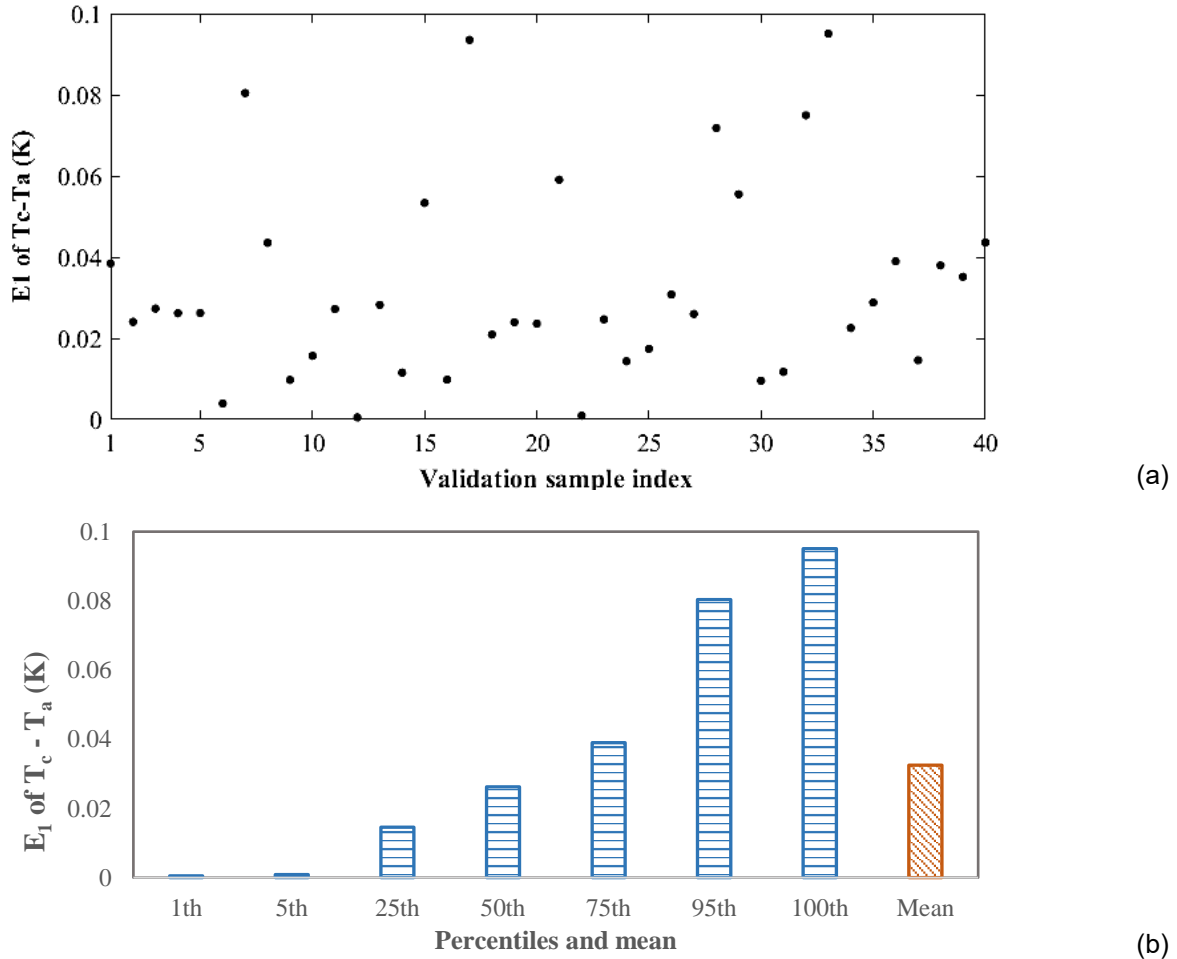 0.1
0.08
0.06
0.04
0.02
0
E1 of Tc-Ta (K)
1 5 10 15 20 25 30 35 40
Validation sample index
(a)
0.1
0.08
0.06
0.04
0.02
0
E1 of Tc - Ta (K)
1th 5th 25th 50th 75th 95th 100th Mean
Percentiles and mean
(b)